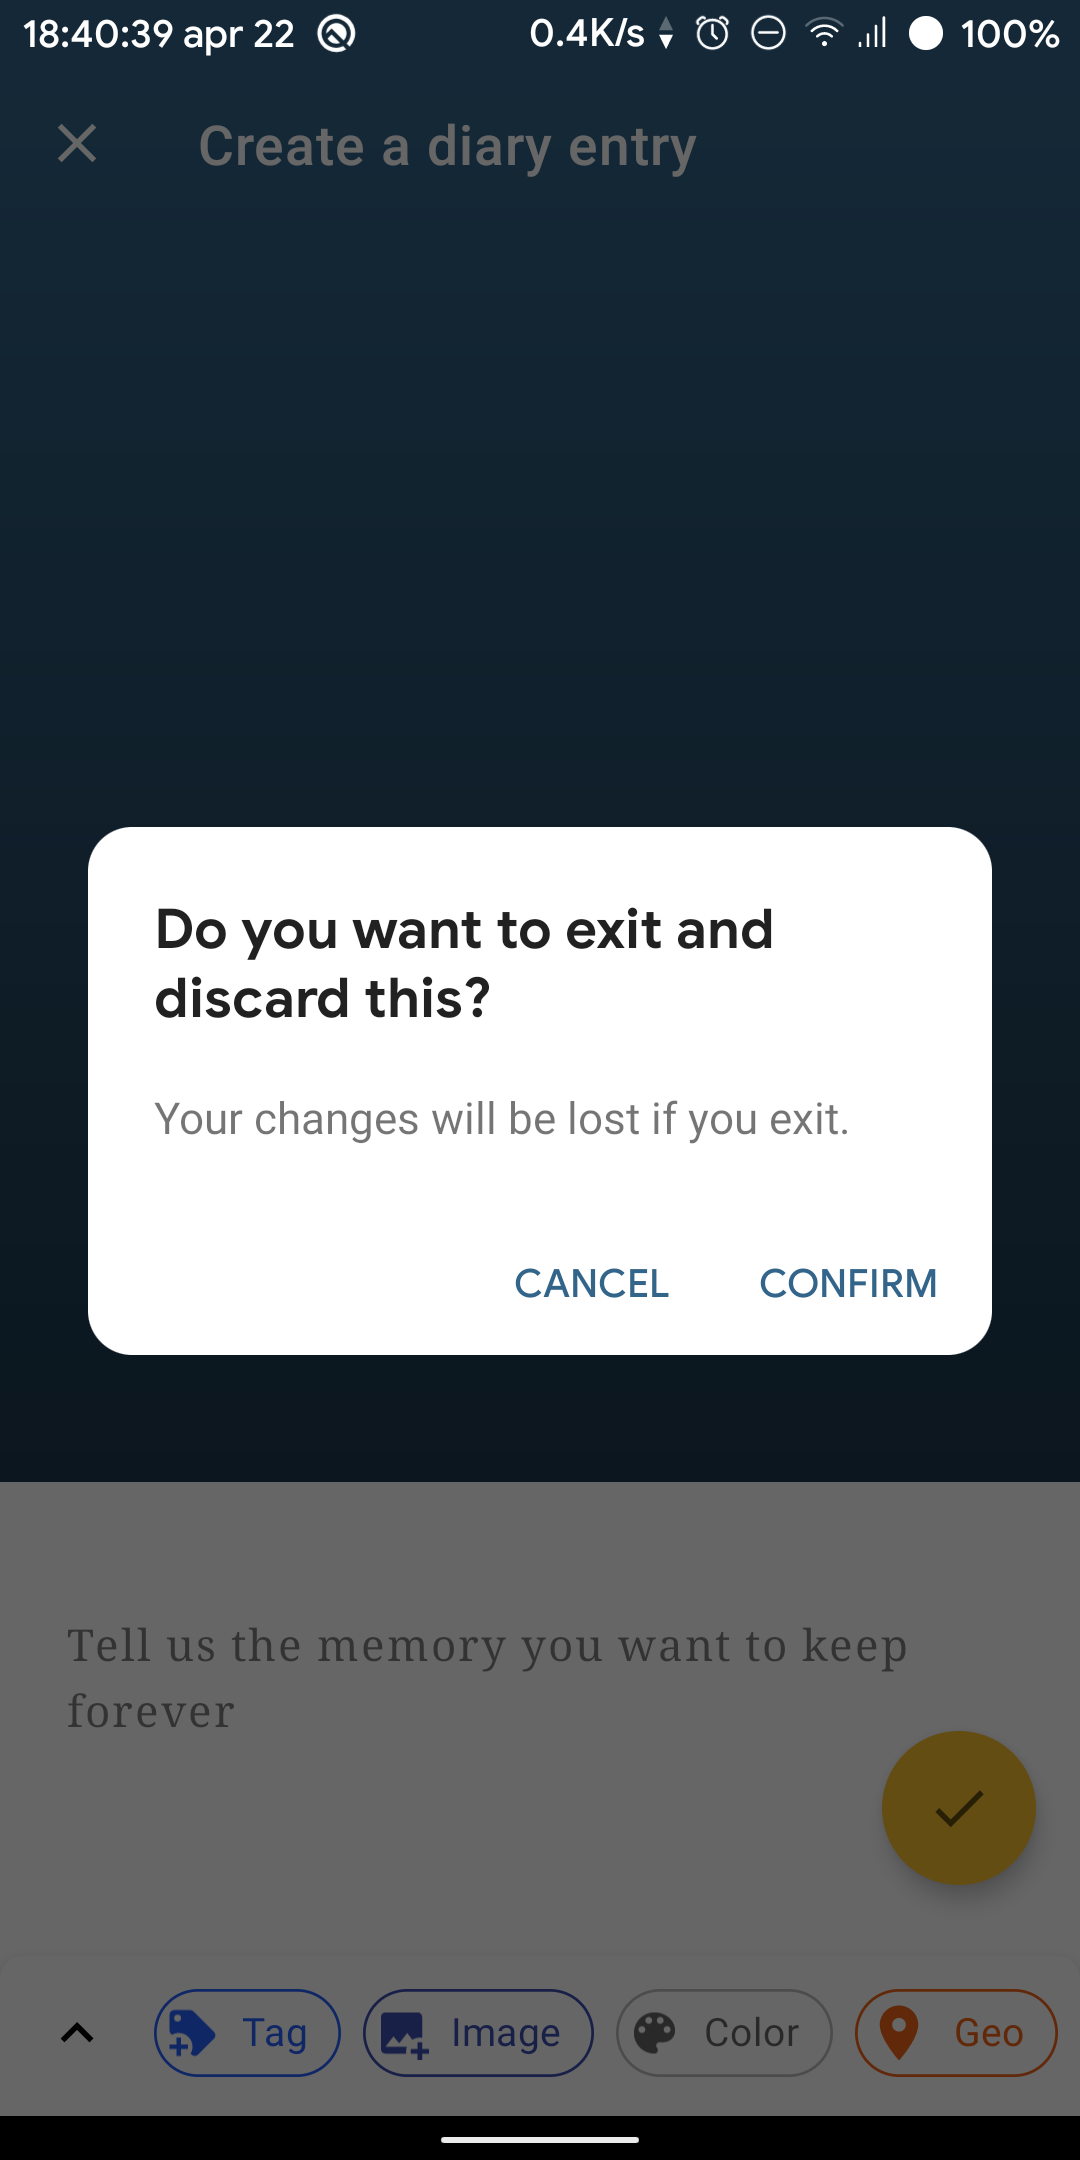 18:40:39 apr 22 0.4K/s 100%
Create a diary entry
Do you want to exit and
discard this?
Your changes will be lost if you exit.
CANCEL CONFIRM
Tell us the memory you want to keep
forever
Tag Image Color Geo